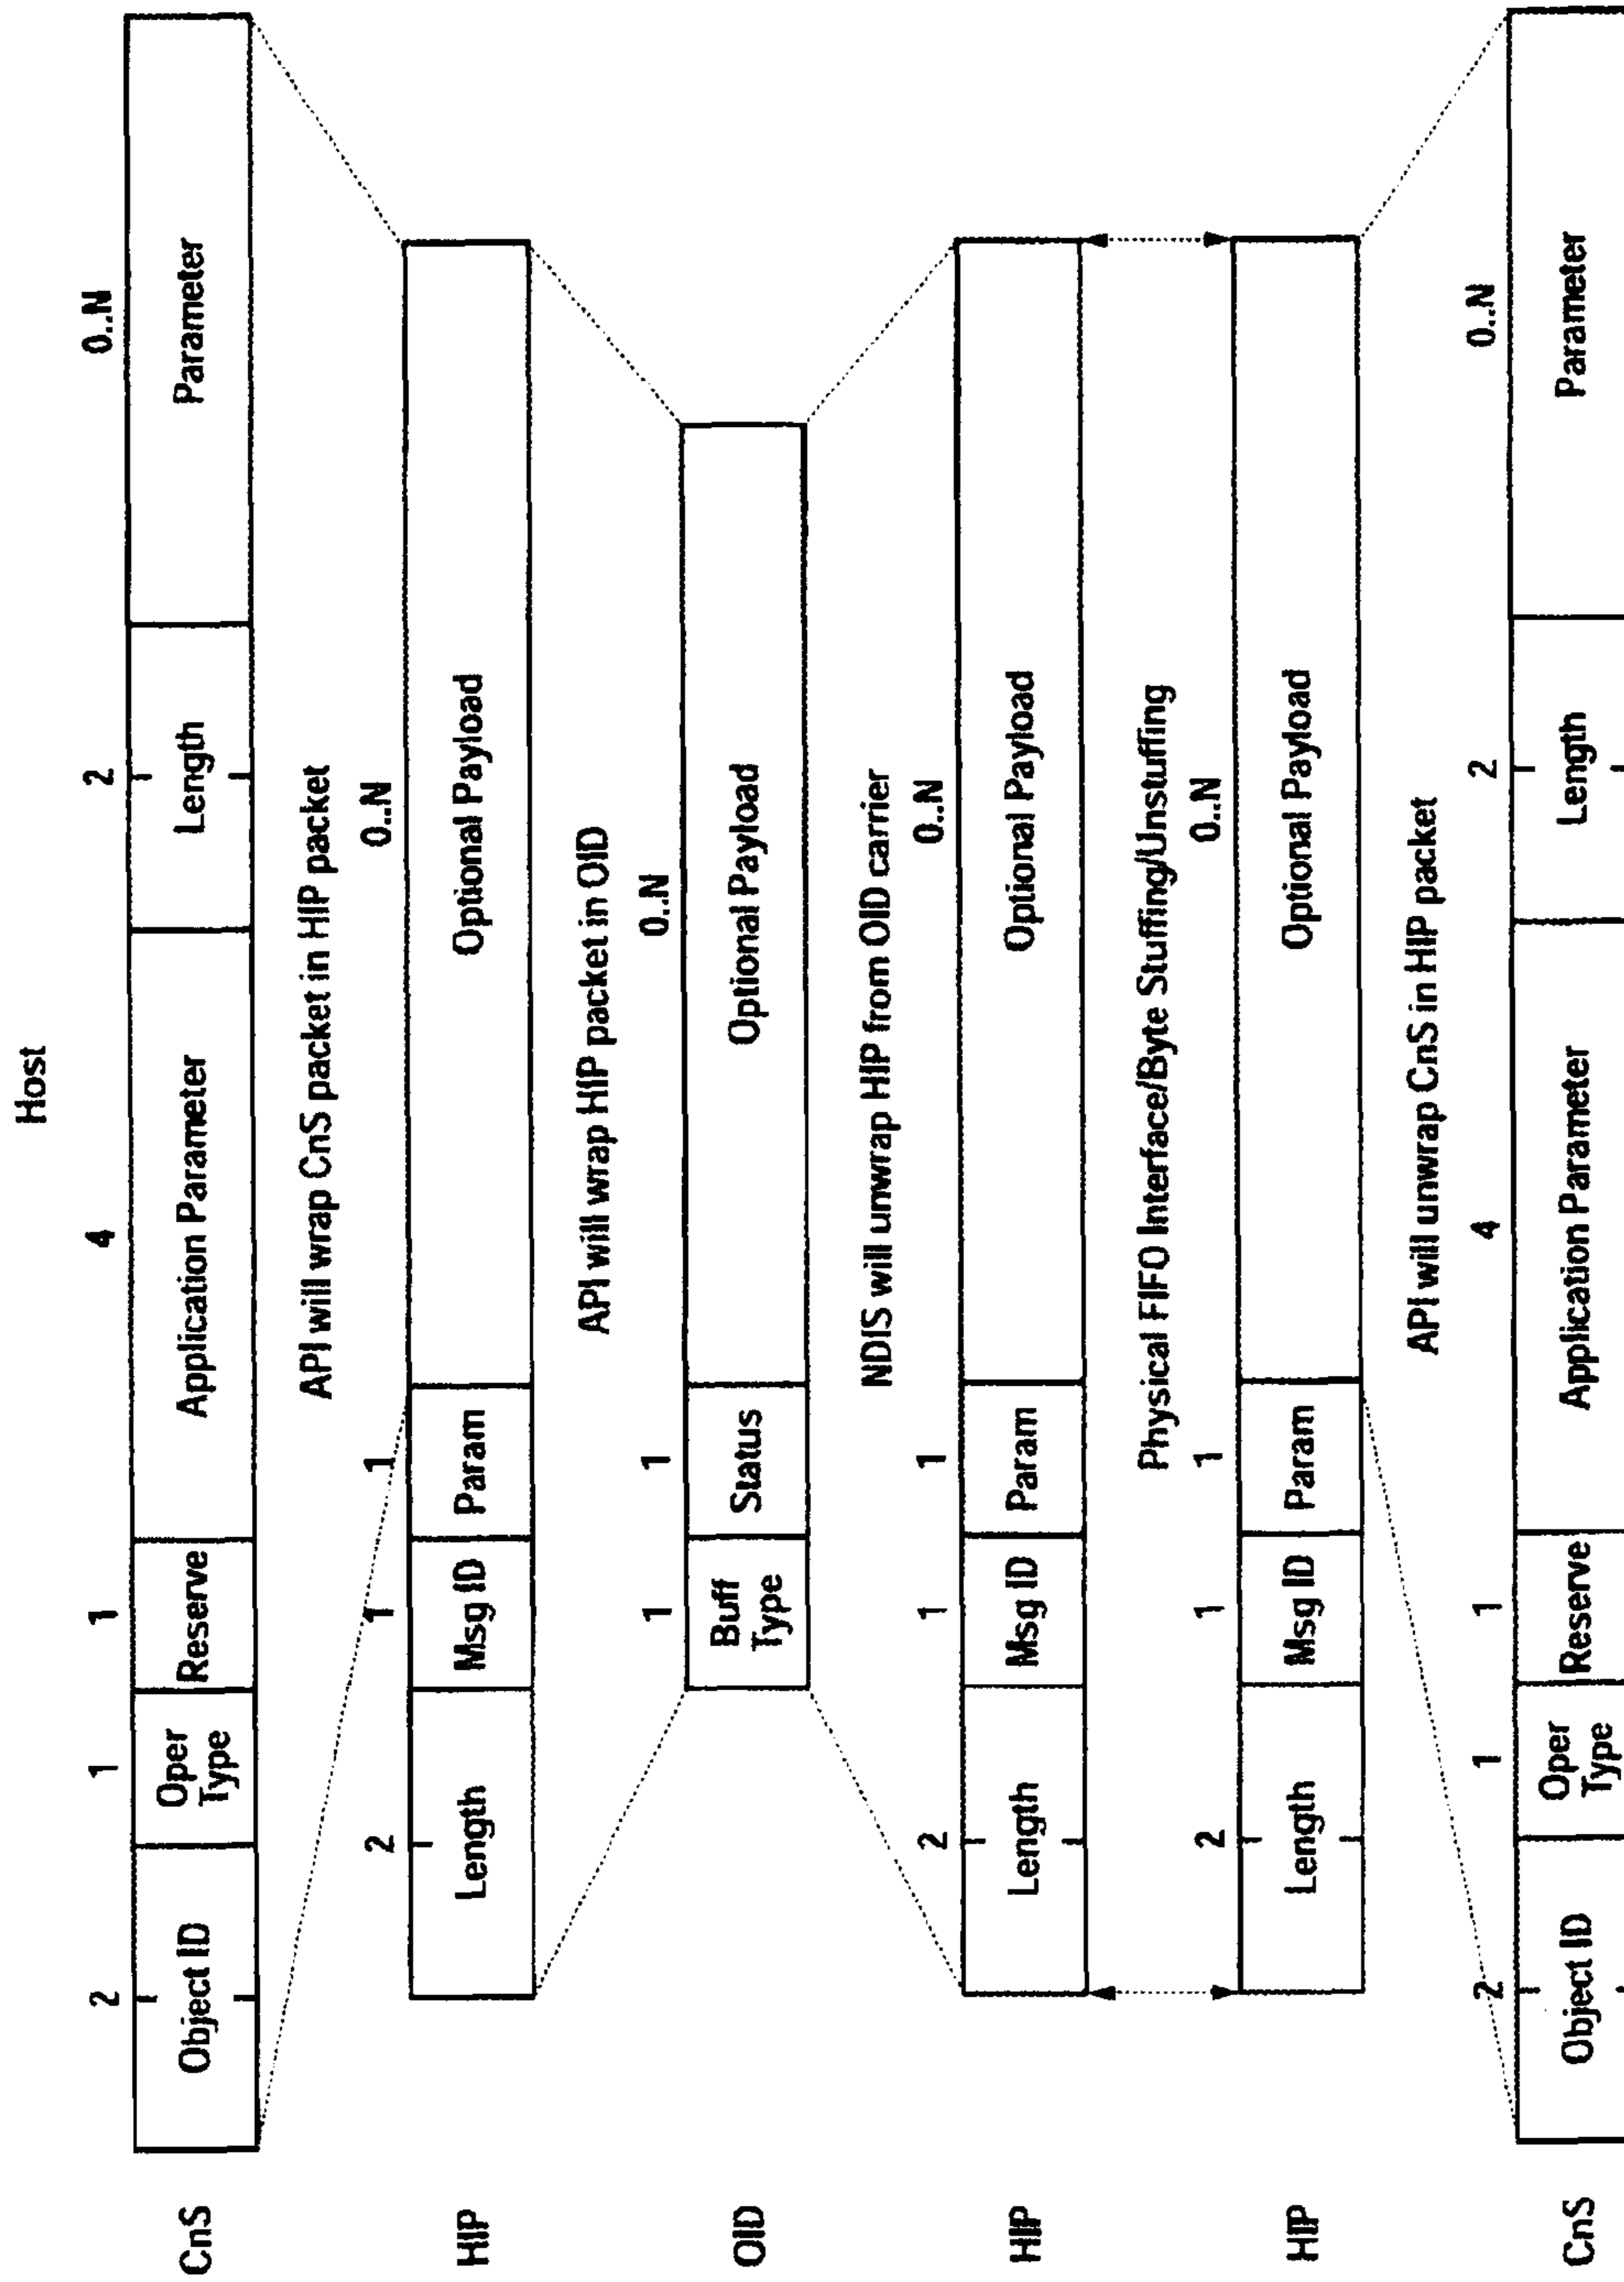 Host
2 1 1 4 2 0..N
CnS Object ID Oper Type Reserve Application Parameter Length Parameter
API will wrap CnS packet in HIP packet
2 1 1 0..N
HIP Length Msg ID Param Optional Payload
API will wrap HIP packet in OID
1 1 0..N
OID Buff Type Status Optional Payload
NDIS will unwrap HIP from OID carrier
2 1 1 0..N
HIP Length Msg ID Param Optional Payload
Physical FIFO Interface/Byte Stuffing/Unstuffing
2 1 1 0..N
HIP Length Msg ID Param Optional Payload
API will unwrap CnS in HIP packet
2 1 1 4 2 0..N
CnS Object ID Oper Type Reserve Application Parameter Length Parameter